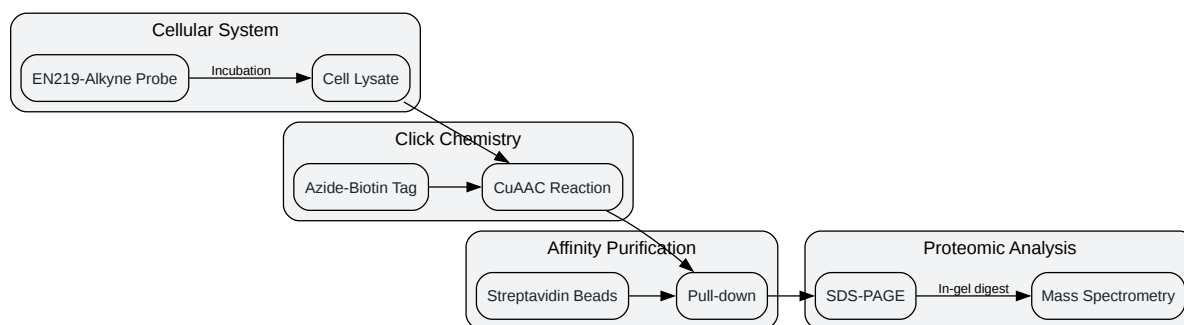 Cellular System
EN219-Alkyne Probe
Incubation
Cell Lysate
Click Chemistry
Azide-Biotin Tag
CuAAC Reaction
Affinity Purification
Streptavidin Beads
Pull-down
Proteomic Analysis
SDS-PAGE
In-gel digest
Mass Spectrometry